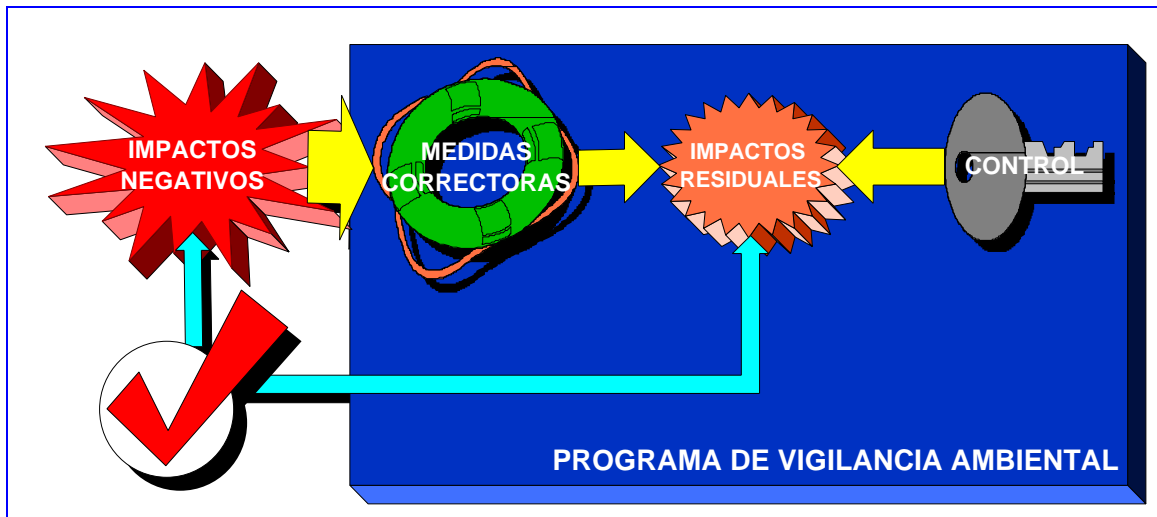 IMPACTOS
NEGATIVOS
MEDIDAS
CORRECTORAS
IMPACTOS
RESIDUALES
CONTROL
PROGRAMA DE VIGILANCIA AMBIENTAL